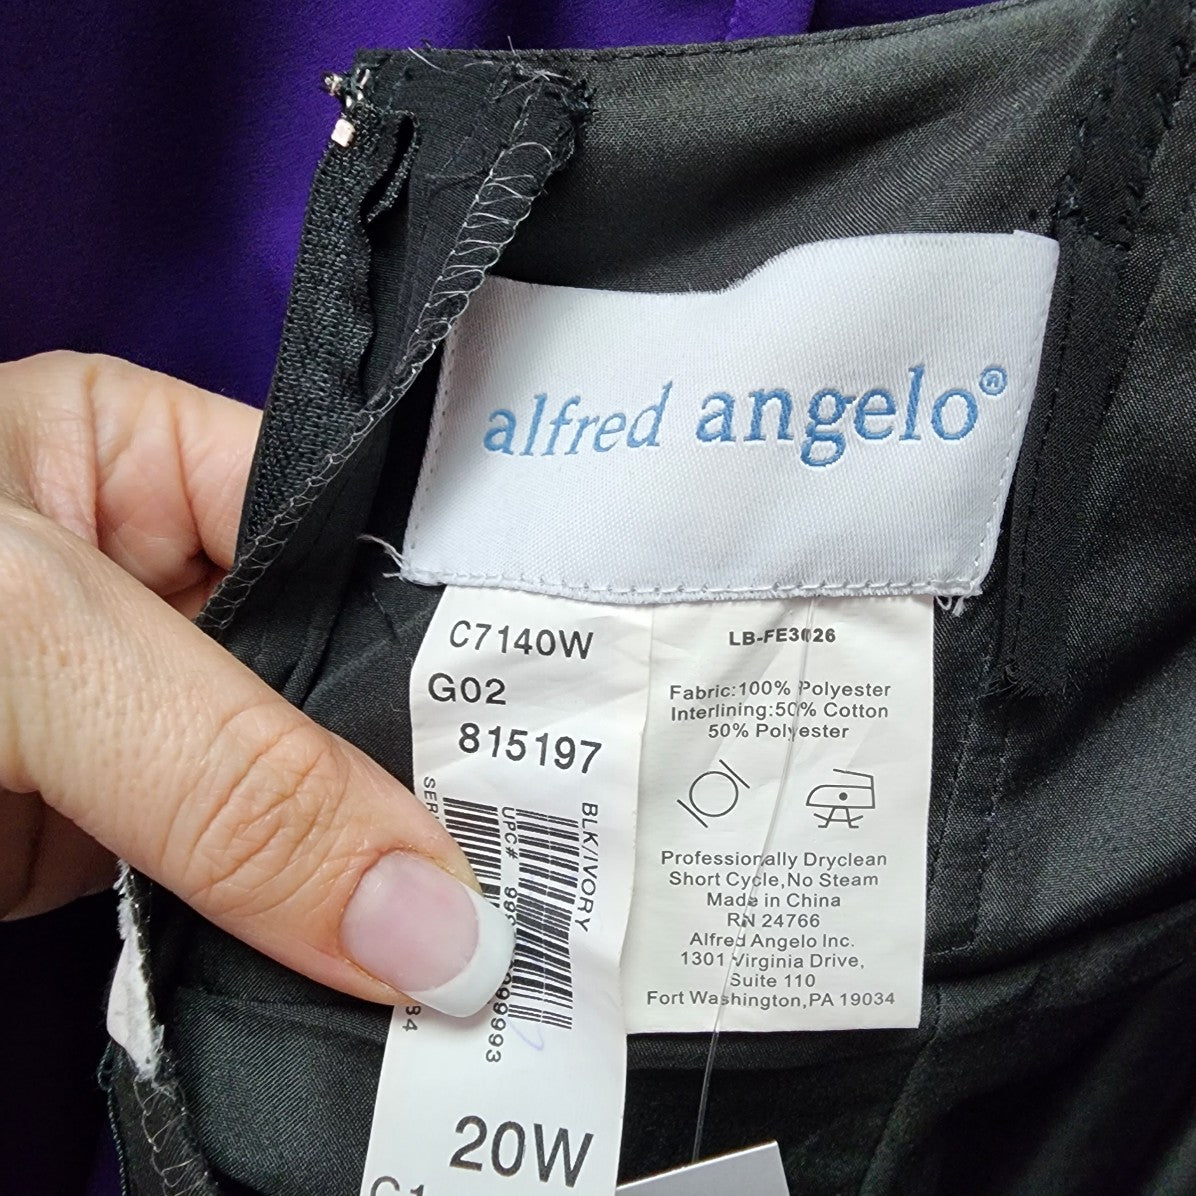 alfred angelo®
C7140W
G02
815197
BLK/IVORY
UPC#
20W
LB-FE3026
Fabric:100% Polyester
Interlining:50% Cotton
50% Polyester
Professionally Dryclean
Short Cycle,No Steam
Made in China
RN 24766
Alfred Angelo Inc.
1301 Virginia Drive,
Suite 110
Fort Washington,PA 19034